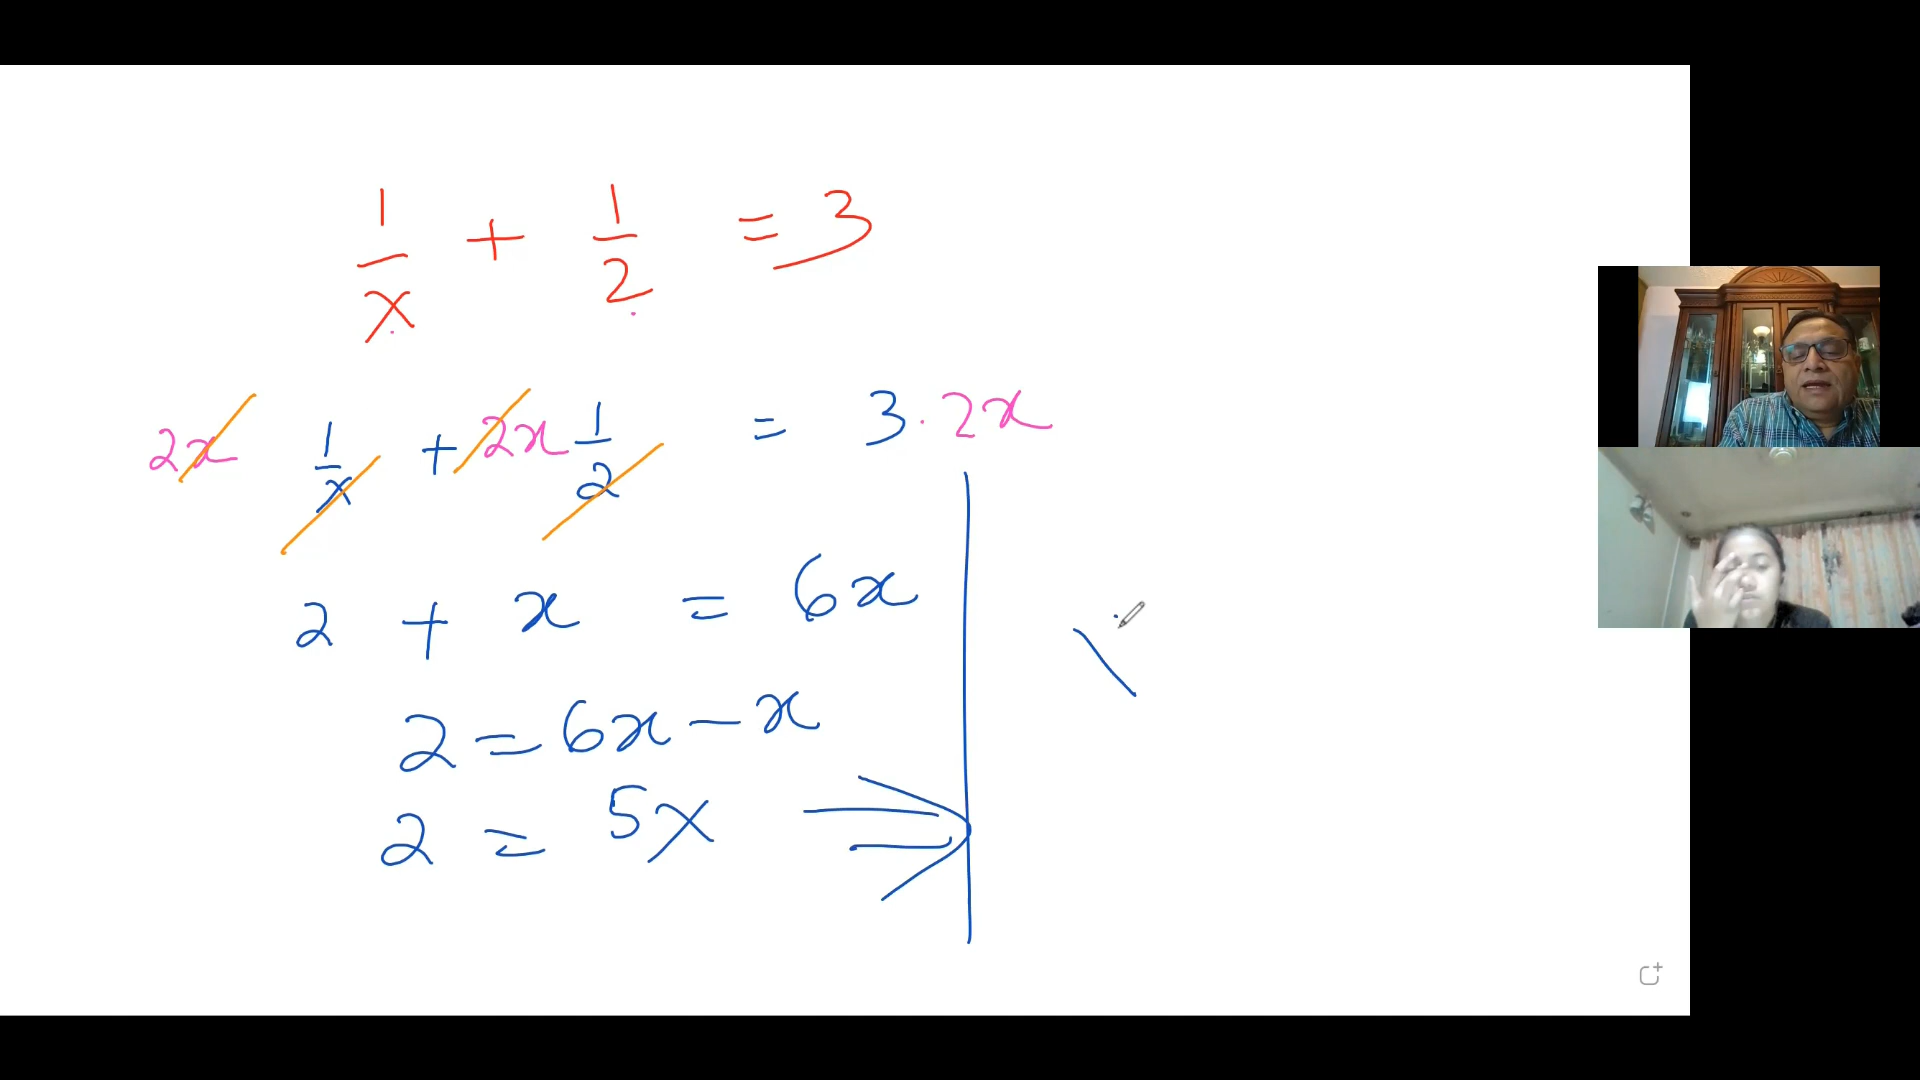 1/x + 1/2 = 3
2x 1/x + 2x 1/2 = 3.2x
2 + x = 6x
2 = 6x - x
2 = 5x